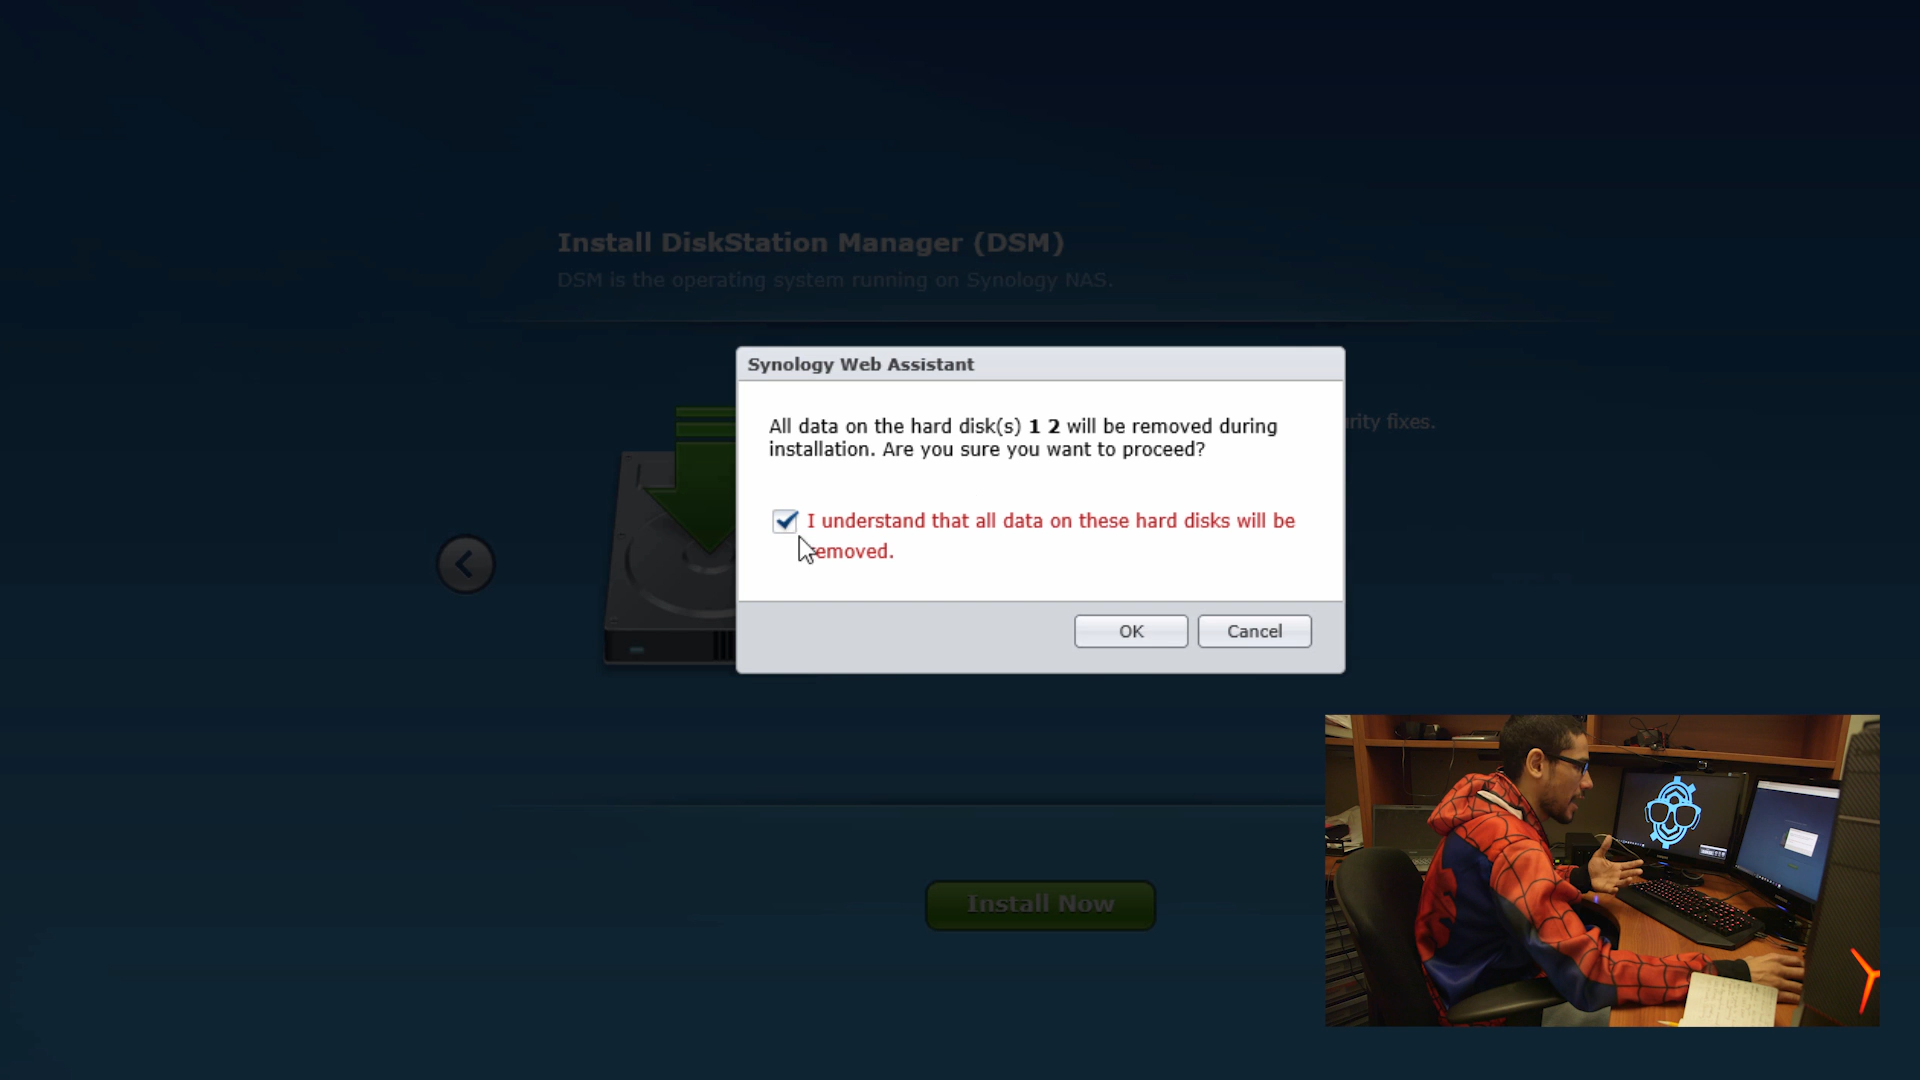 Install DiskStation Manager (DSM)
DSM is the operating system running on Synology NAS.
Synology Web Assistant
All data on the hard disk(s) 1 2 will be removed during
installation. Are you sure you want to proceed?
rity fixes.
I understand that all data on these hard disks will be
removed.
OK
Cancel
Install Now